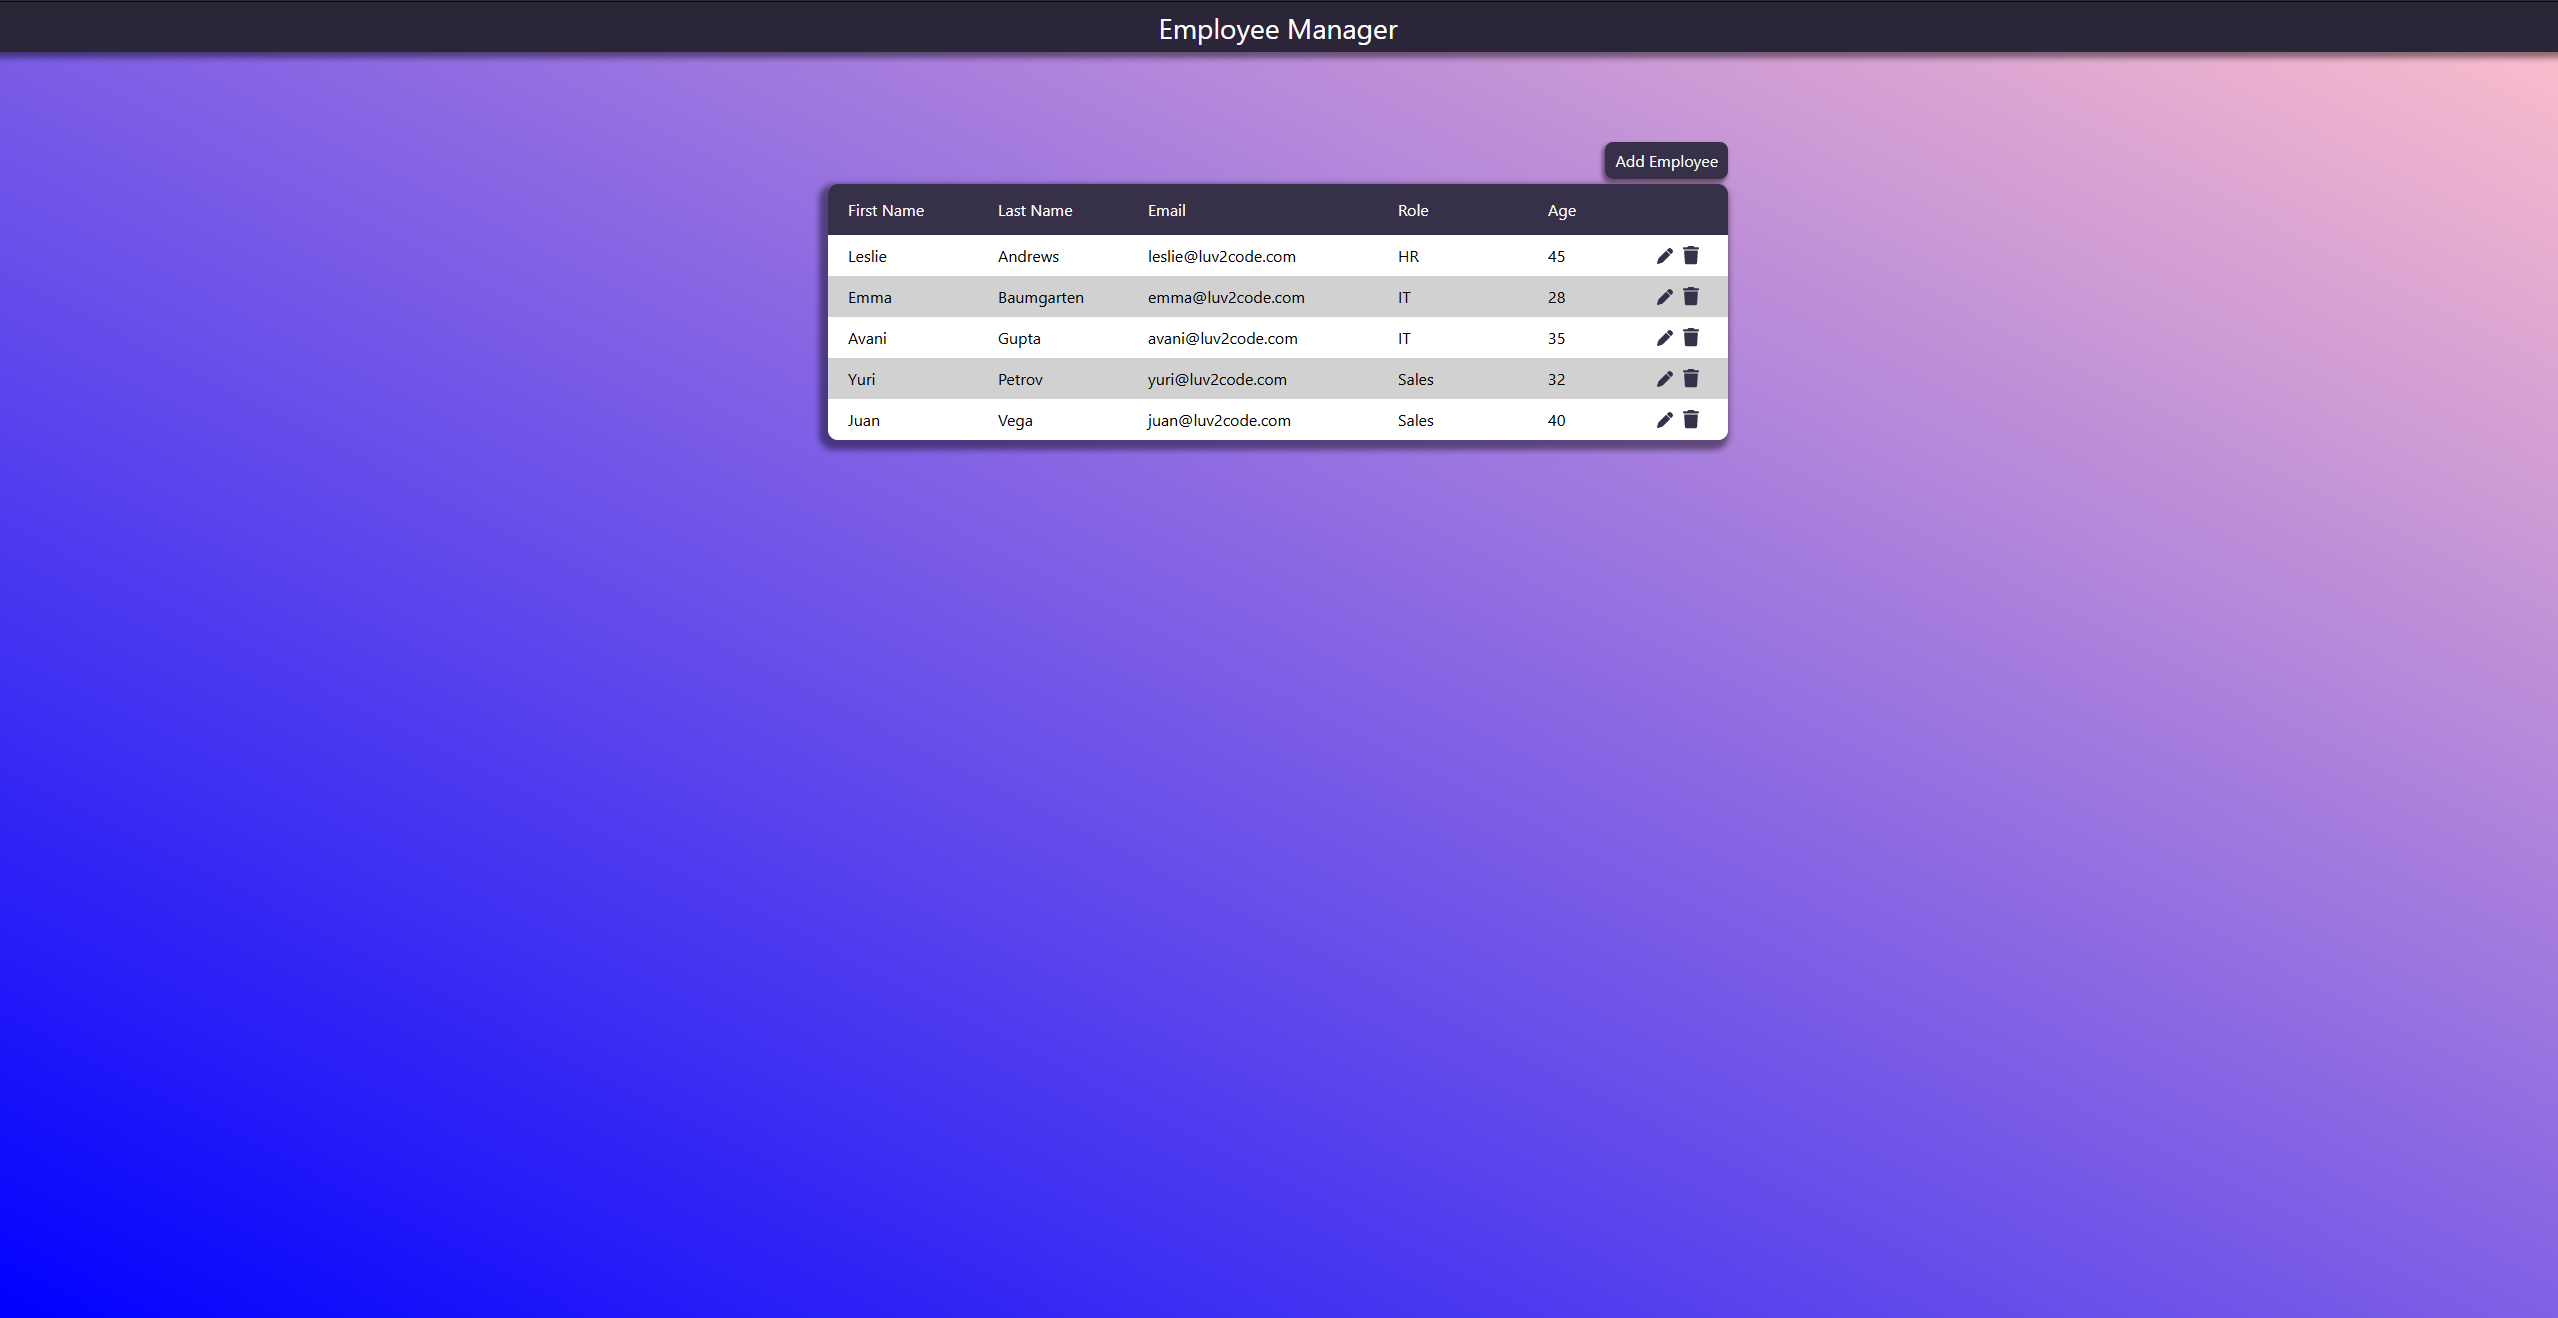 Employee Manager
Add Employee
First Name Last Name Email Role Age
Leslie Andrews leslie@luv2code.com HR 45
Emma Baumgarten emma@luv2code.com IT 28
Avani Gupta avani@luv2code.com IT 35
Yuri Petrov yuri@luv2code.com Sales 32
Juan Vega juan@luv2code.com Sales 40